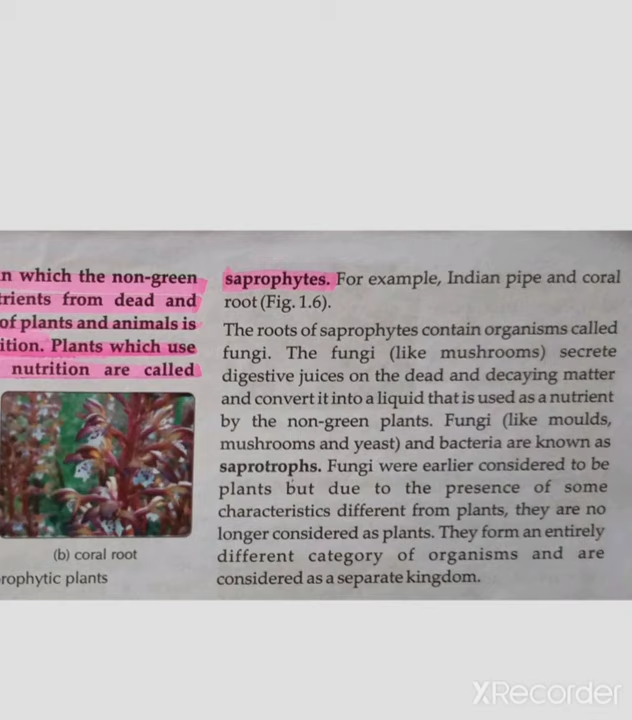 n which the non-green
trients from dead and
of plants and animals is
ition. Plants which use
nutrition are called
(b) coral root
rophytic plants
saprophytes. For example, Indian pipe and coral
root (Fig. 1.6).
The roots of saprophytes contain organisms called
fungi. The fungi (like mushrooms) secrete
digestive juices on the dead and decaying matter
and convert it into a liquid that is used as a nutrient
by the non-green plants. Fungi (like moulds,
mushrooms and yeast) and bacteria are known as
saprotrophs. Fungi were earlier considered to be
plants but due to the presence of some
characteristics different from plants, they are no
longer considered as plants. They form an entirely
different category of organisms and are
considered as a separate kingdom.
XRecorder